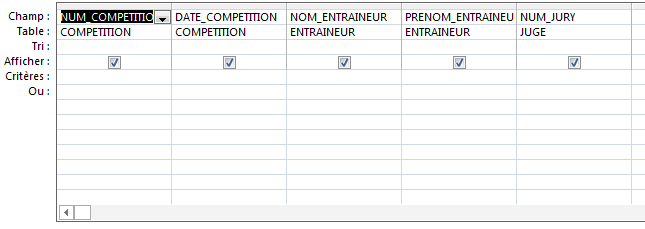 Champ : NUM_COMPETITIO DATE_COMPETITION NOM_ENTRAINEUR PRENOM_ENTRAINEU NUM_JURY
Table : COMPETITION COMPETITION ENTRAINEUR ENTRAINEUR JUGE
Tri :
Afficher :
Critères :
Ou :